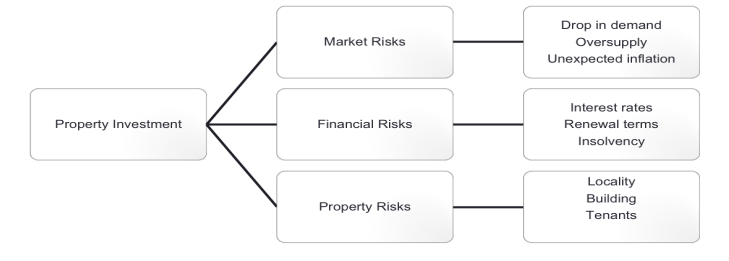 Property Investment
Market Risks
Drop in demand
Oversupply
Unexpected inflation
Financial Risks
Interest rates
Renewal terms
Insolvency
Property Risks
Locality
Building
Tenants